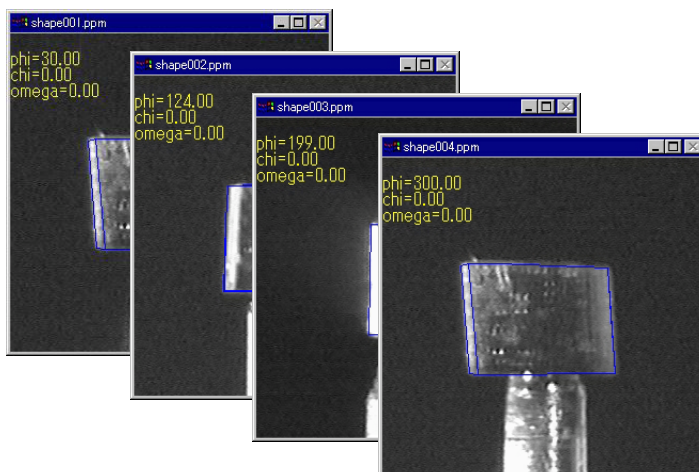 shape001.ppm
phi=30.00
chi=0.00
omega=0.00
shape002.ppm
phi=124.00
chi=0.00
omega=0.00
shape003.ppm
phi=199.00
chi=0.00
omega=0.00
shape004.ppm
phi=300.00
chi=0.00
omega=0.00